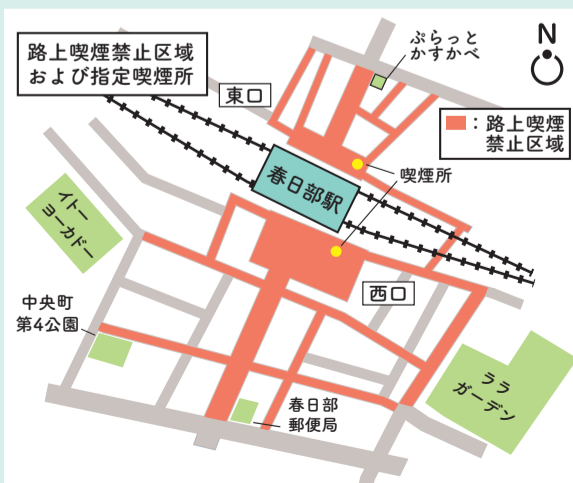 路上喫煙禁止区域
および指定喫煙所
ぷらっと
かすかべ
N
東口
:路上喫煙
禁止区域
喫煙所
春日部駅
イトー
ヨーカドー
西口
中央町
第4公園
ララ
ガーデン
春日部
郵便局